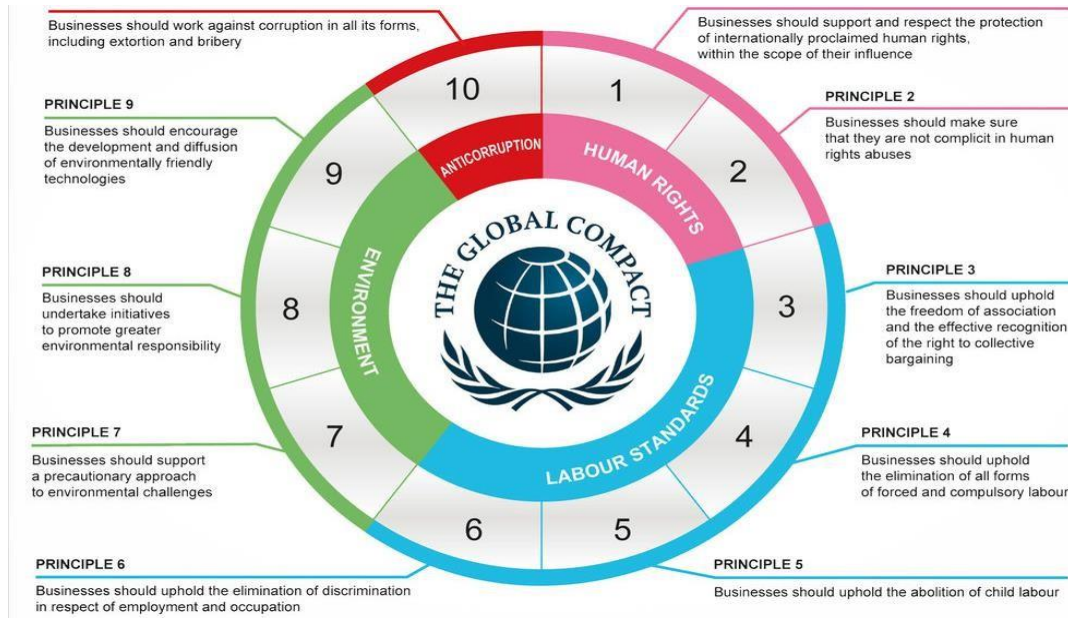 Businesses should work against corruption in all its forms,
including extortion and bribery
Businesses should support and respect the protection
of internationally proclaimed human rights,
within the scope of their influence
PRINCIPLE 2
Businesses should make sure
that they are not complicit in human
rights abuses
PRINCIPLE 3
Businesses should uphold
the freedom of association
and the effective recognition
of the right to collective
bargaining
PRINCIPLE 4
Businesses should uphold
the elimination of all forms
of forced and compulsory labour
PRINCIPLE 5
Businesses should uphold the abolition of child labour
PRINCIPLE 6
Businesses should uphold the elimination of discrimination
in respect of employment and occupation
PRINCIPLE 7
Businesses should support
a precautionary approach
to environmental challenges
PRINCIPLE 8
Businesses should
undertake initiatives
to promote greater
environmental responsibility
PRINCIPLE 9
Businesses should encourage
the development and diffusion
of environmentally friendly
technologies
1
2
3
4
5
6
7
8
9
10
HUMAN RIGHTS
LABOUR STANDARDS
ENVIRONMENT
ANTICORRUPTION
THE GLOBAL COMPACT